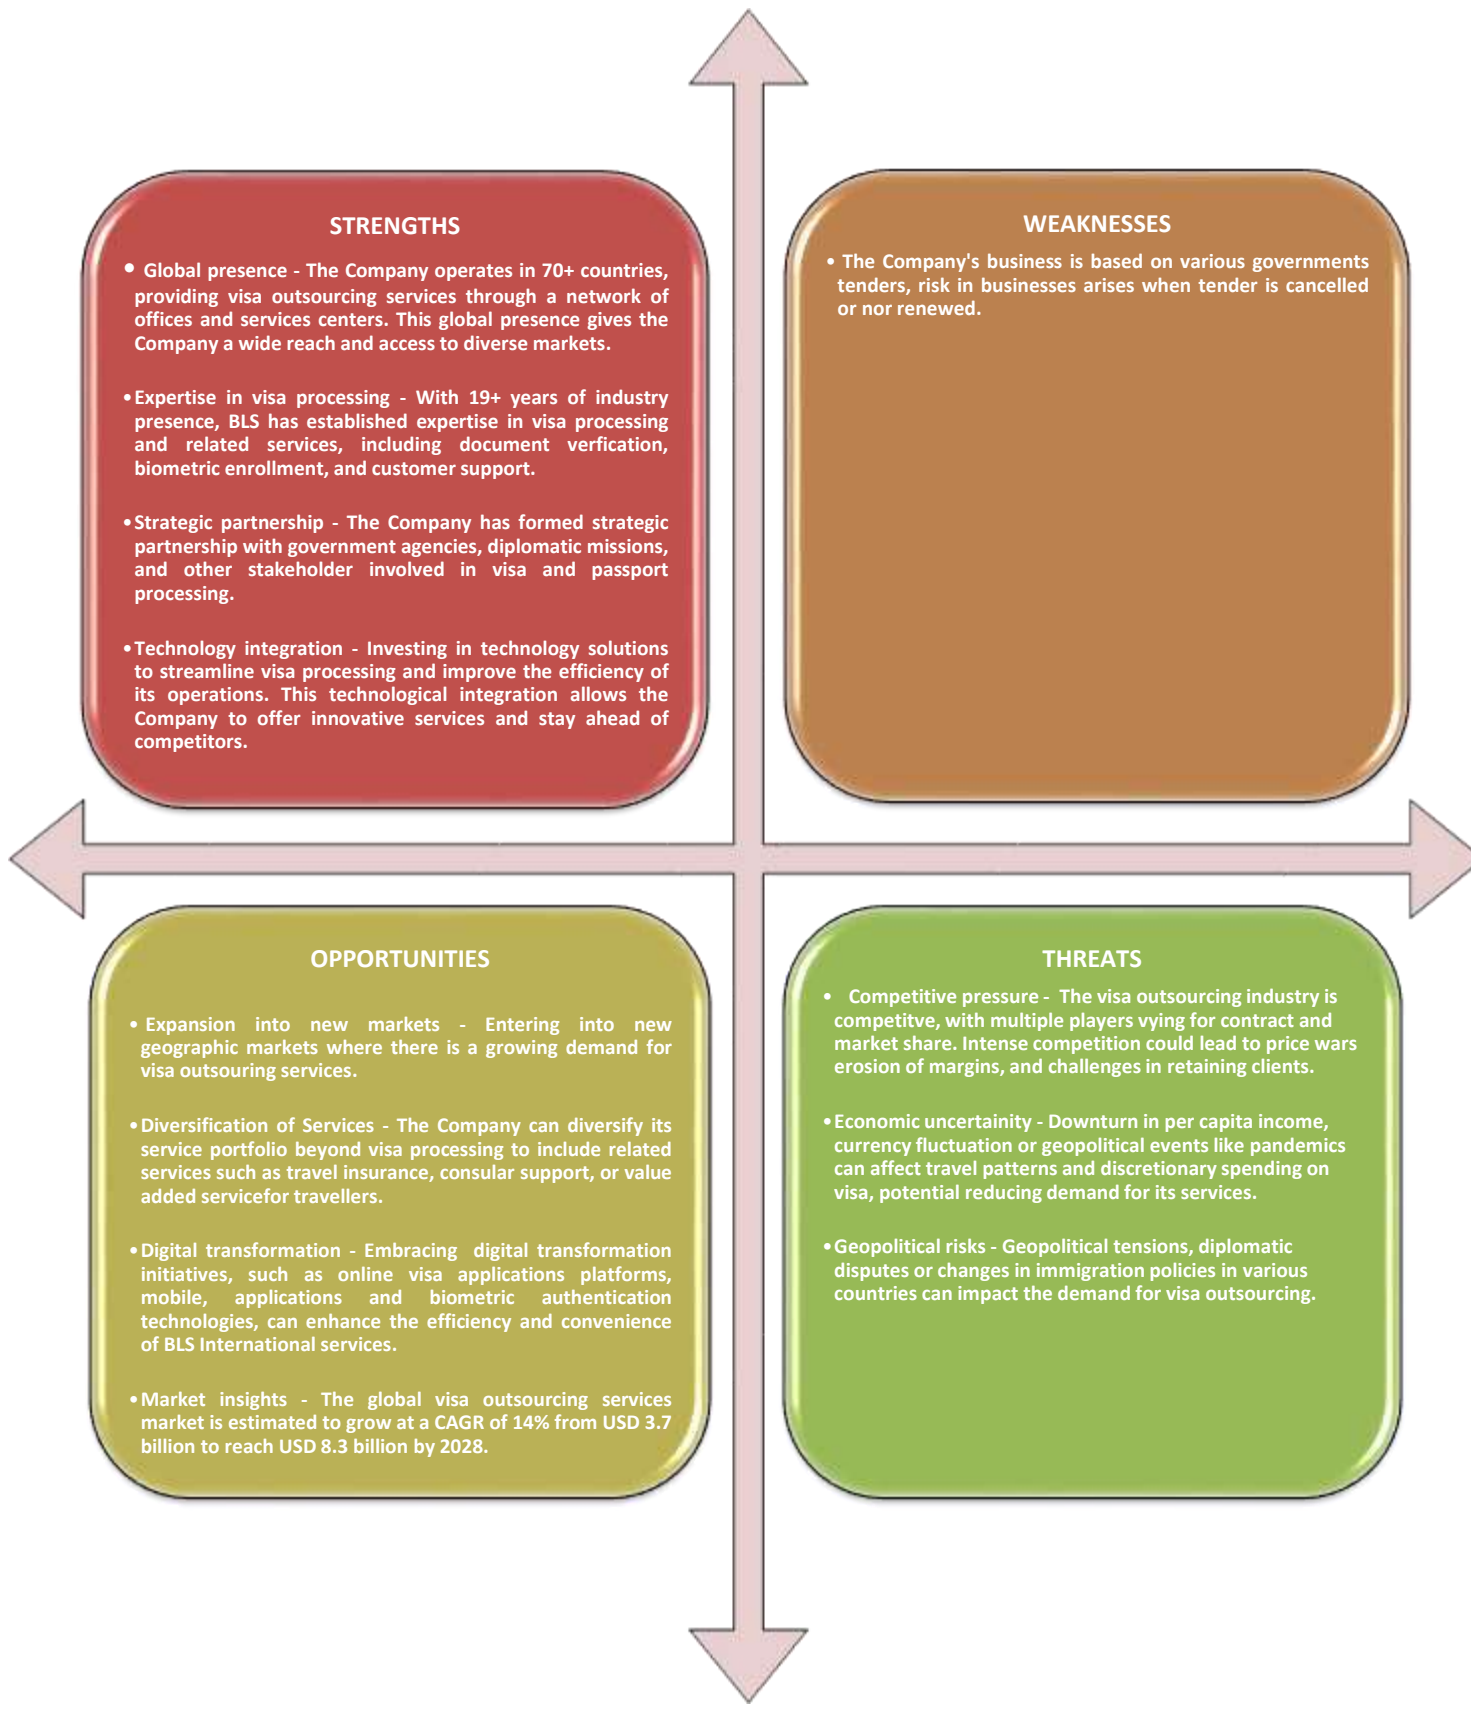 STRENGTHS
• Global presence - The Company operates in 70+ countries,
providing visa outsourcing services through a network of
offices and services centers. This global presence gives the
Company a wide reach and access to diverse markets.
•Expertise in visa processing - With 19+ years of industry
presence, BLS has established expertise in visa processing
and related services, including document verfication,
biometric enrollment, and customer support.
•Strategic partnership - The Company has formed strategic
partnership with government agencies, diplomatic missions,
and other stakeholder involved in visa and passport
processing.
•Technology integration - Investing in technology solutions
to streamline visa processing and improve the efficiency of
its operations. This technological integration allows the
Company to offer innovative services and stay ahead of
competitors.
WEAKNESSES
• The Company's business is based on various governments
tenders, risk in businesses arises when tender is cancelled
or nor renewed.
OPPORTUNITIES
• Expansion into new markets - Entering into new
geographic markets where there is a growing demand for
visa outsouring services.
•Diversification of Services - The Company can diversify its
service portfolio beyond visa processing to include related
services such as travel insurance, consular support, or value
added servicefor travellers.
•Digital transformation - Embracing digital transformation
initiatives, such as online visa applications platforms,
mobile, applications and biometric authentication
technologies, can enhance the efficiency and convenience
of BLS International services.
•Market insights - The global visa outsourcing services
market is estimated to grow at a CAGR of 14% from USD 3.7
billion to reach USD 8.3 billion by 2028.
THREATS
• Competitive pressure - The visa outsourcing industry is
competitve, with multiple players vying for contract and
market share. Intense competition could lead to price wars
erosion of margins, and challenges in retaining clients.
•Economic uncertainity - Downturn in per capita income,
currency fluctuation or geopolitical events like pandemics
can affect travel patterns and discretionary spending on
visa, potential reducing demand for its services.
•Geopolitical risks - Geopolitical tensions, diplomatic
disputes or changes in immigration policies in various
countries can impact the demand for visa outsourcing.